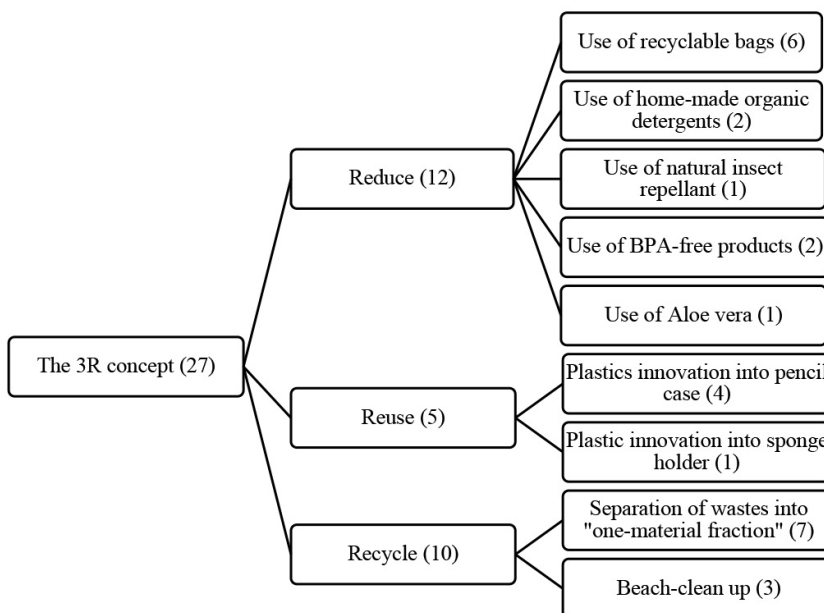 Use of recyclable bags (6)
Use of home-made organic
detergents (2)
Reduce (12)
Use of natural insect
repellant (1)
Use of BPA-free products (2)
Use of Aloe vera (1)
The 3R concept (27)
Plastics innovation into pencil
case (4)
Reuse (5)
Plastic innovation into sponge
holder (1)
Separation of wastes into
"one-material fraction" (7)
Recycle (10)
Beach-clean up (3)